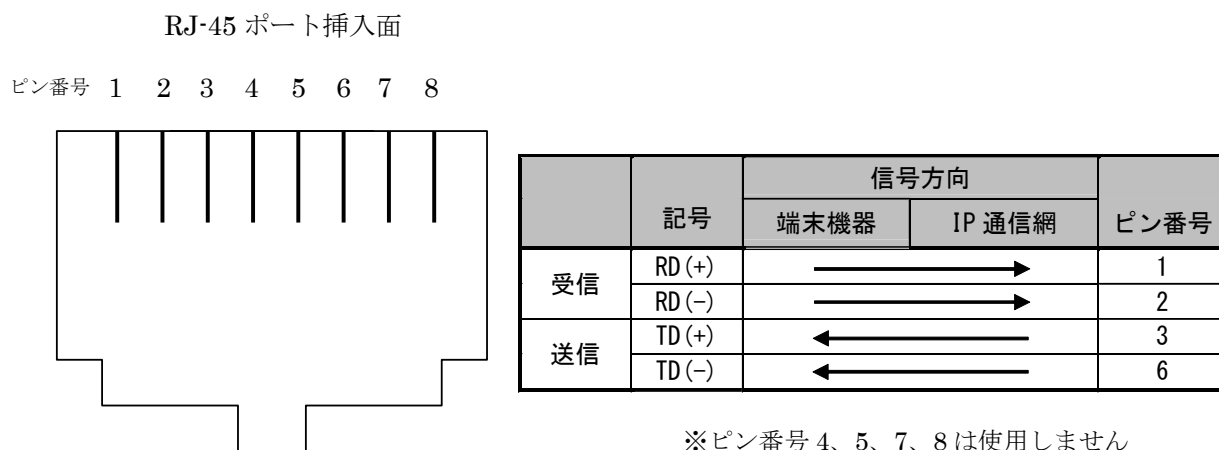 RJ-45 ポート挿入面
ピン番号 1 2 3 4 5 6 7 8
信号方向
記号 端末機器 IP 通信網 ピン番号
受信 RD(+) 1
RD(−) 2
送信 TD(+) 3
TD(−) 6
※ピン番号 4、5、7、8 は使用しません